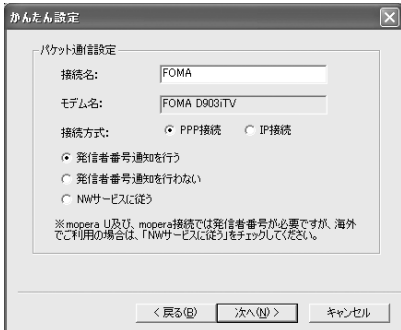 かんたん設定
パケット通信設定
接続名: FOMA
モデム名: FOMA D903iTV
接続方式: PPP接続 IP接続
発信者番号通知を行う
発信者番号通知を行わない
NWサービスに従う
※mopera U及び、mopera接続では発信者番号が必要ですが、海外
でご利用の場合は、「NWサービスに従う」をチェックしてください。
< 戻る(B) 次へ(N) > キャンセル